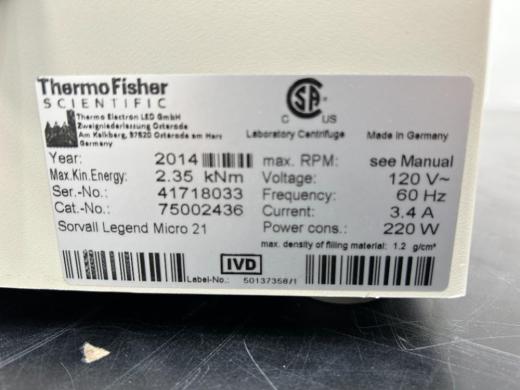 ThermoFisher
SCIENTIFIC
Thermo Electron LED GmbH
Zweigniederlassung Osterode
Am Kalkberg, 37520 Osterode am Harz
Germany
CSA
C US
Laboratory Centrifuge Made in Germany
Year: 2014 max. RPM: see Manual
Max.Kin.Energy: 2.35 kNm Voltage: 120 V~
Ser.-No.: 41718033 Frequency: 60 Hz
Cat.-No.: 75002436 Current: 3.4 A
Sorvall Legend Micro 21 Power cons.: 220 W
max. density of filling material: 1.2 g/cm³
IVD
Label-No.: 50137358/1